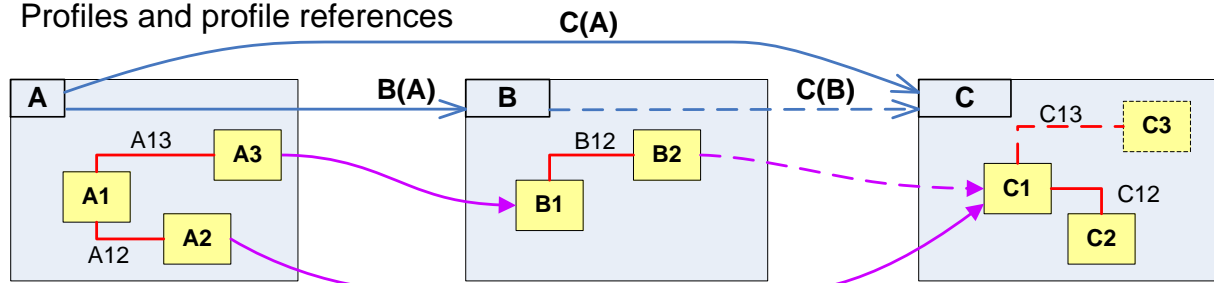 Profiles and profile references
C(A)
A
B(A)
B
C(B)
C
A13
A3
A1
A12
A2
B12
B2
B1
C13
C3
C1
C12
C2